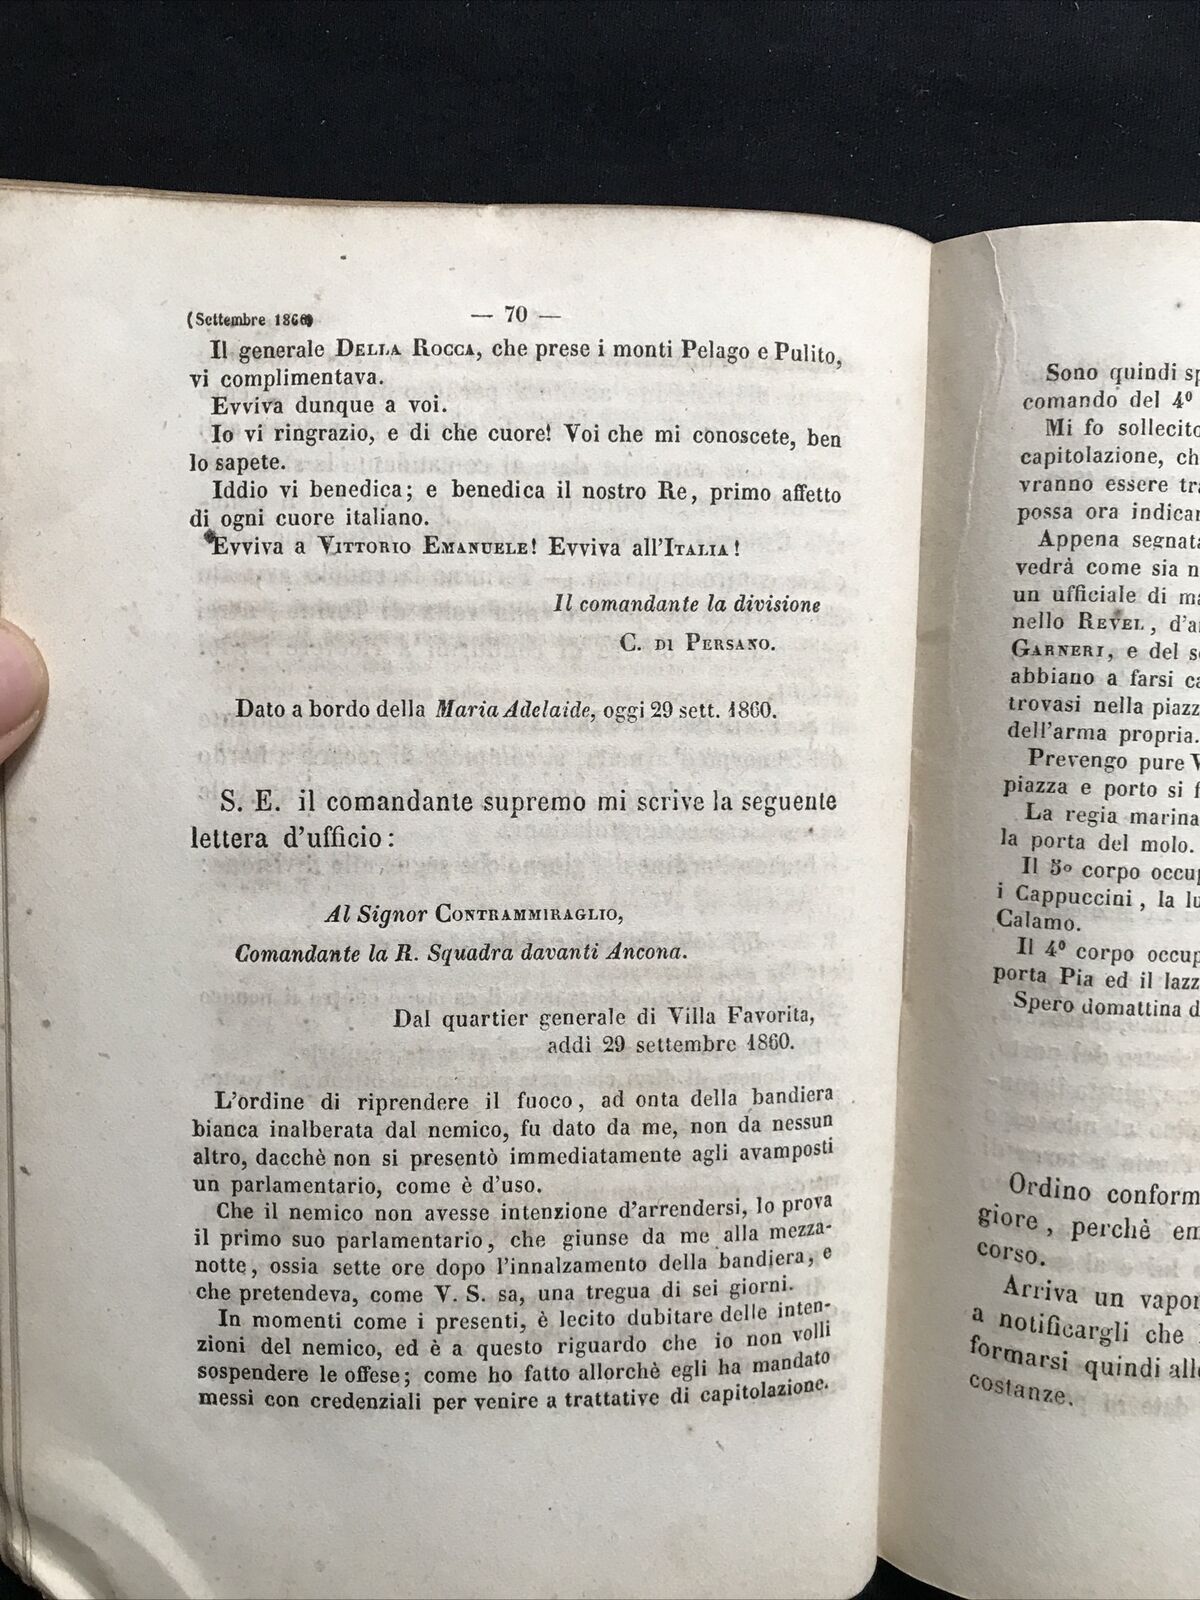 (Settembre 1860)
— 70 —
Il generale DELLA ROCCA, che prese i monti Pelago e Pulito,
vi complimentava.
Evviva dunque a voi.
Io vi ringrazio, e di che cuore! Voi che mi conoscete, ben
lo sapete.
Iddio vi benedica; e benedica il nostro Re, primo affetto
di ogni cuore italiano.
Evviva a VITTORIO EMANUELE! Evviva all'ITALIA!
Il comandante la divisione
C. DI PERSANO.
Dato a bordo della Maria Adelaide, oggi 29 sett. 1860.
S. E. il comandante supremo mi scrive la seguente
lettera d'ufficio:
Al Signor CONTRAMMIRAGLIO,
Comandante la R. Squadra davanti Ancona.
Dal quartier generale di Villa Favorita,
addì 29 settembre 1860.
L'ordine di riprendere il fuoco, ad onta della bandiera
bianca inalberata dal nemico, fu dato da me, non da nessun
altro, dacchè non si presentò immediatamente agli avamposti
un parlamentario, come è d'uso.
Che il nemico non avesse intenzione d'arrendersi, lo prova
il primo suo parlamentario, che giunse da me alla mezza-
notte, ossia sette ore dopo l'innalzamento della bandiera, e
che pretendeva, come V. S. sa, una tregua di sei giorni.
In momenti come i presenti, è lecito dubitare delle inten-
zioni del nemico, ed è a questo riguardo che io non volli
sospendere le offese; come ho fatto allorchè egli ha mandato
messi con credenziali per venire a trattative di capitolazione.
Sono quindi sp
comando del 4º
Mi fo sollecito
capitolazione, ch
vranno essere tra
possa ora indicar
Appena segnata
vedrà come sia n
un ufficiale di ma
nello REVEL, d'a
GARNERI, e del s
abbiano a farsi ca
trovasi nella piazz
dell'arma propria.
Prevengo pure V
piazza e porto si f
La regia marina
la porta del molo.
Il 5º corpo occup
i Cappuccini, la lu
Calamo.
Il 4º corpo occup
porta Pia ed il lazz
Spero domattina d
Ordino conform
giore, perchè em
corso.
Arriva un vapor
a notificargli che
formarsi quindi alle
costanze.